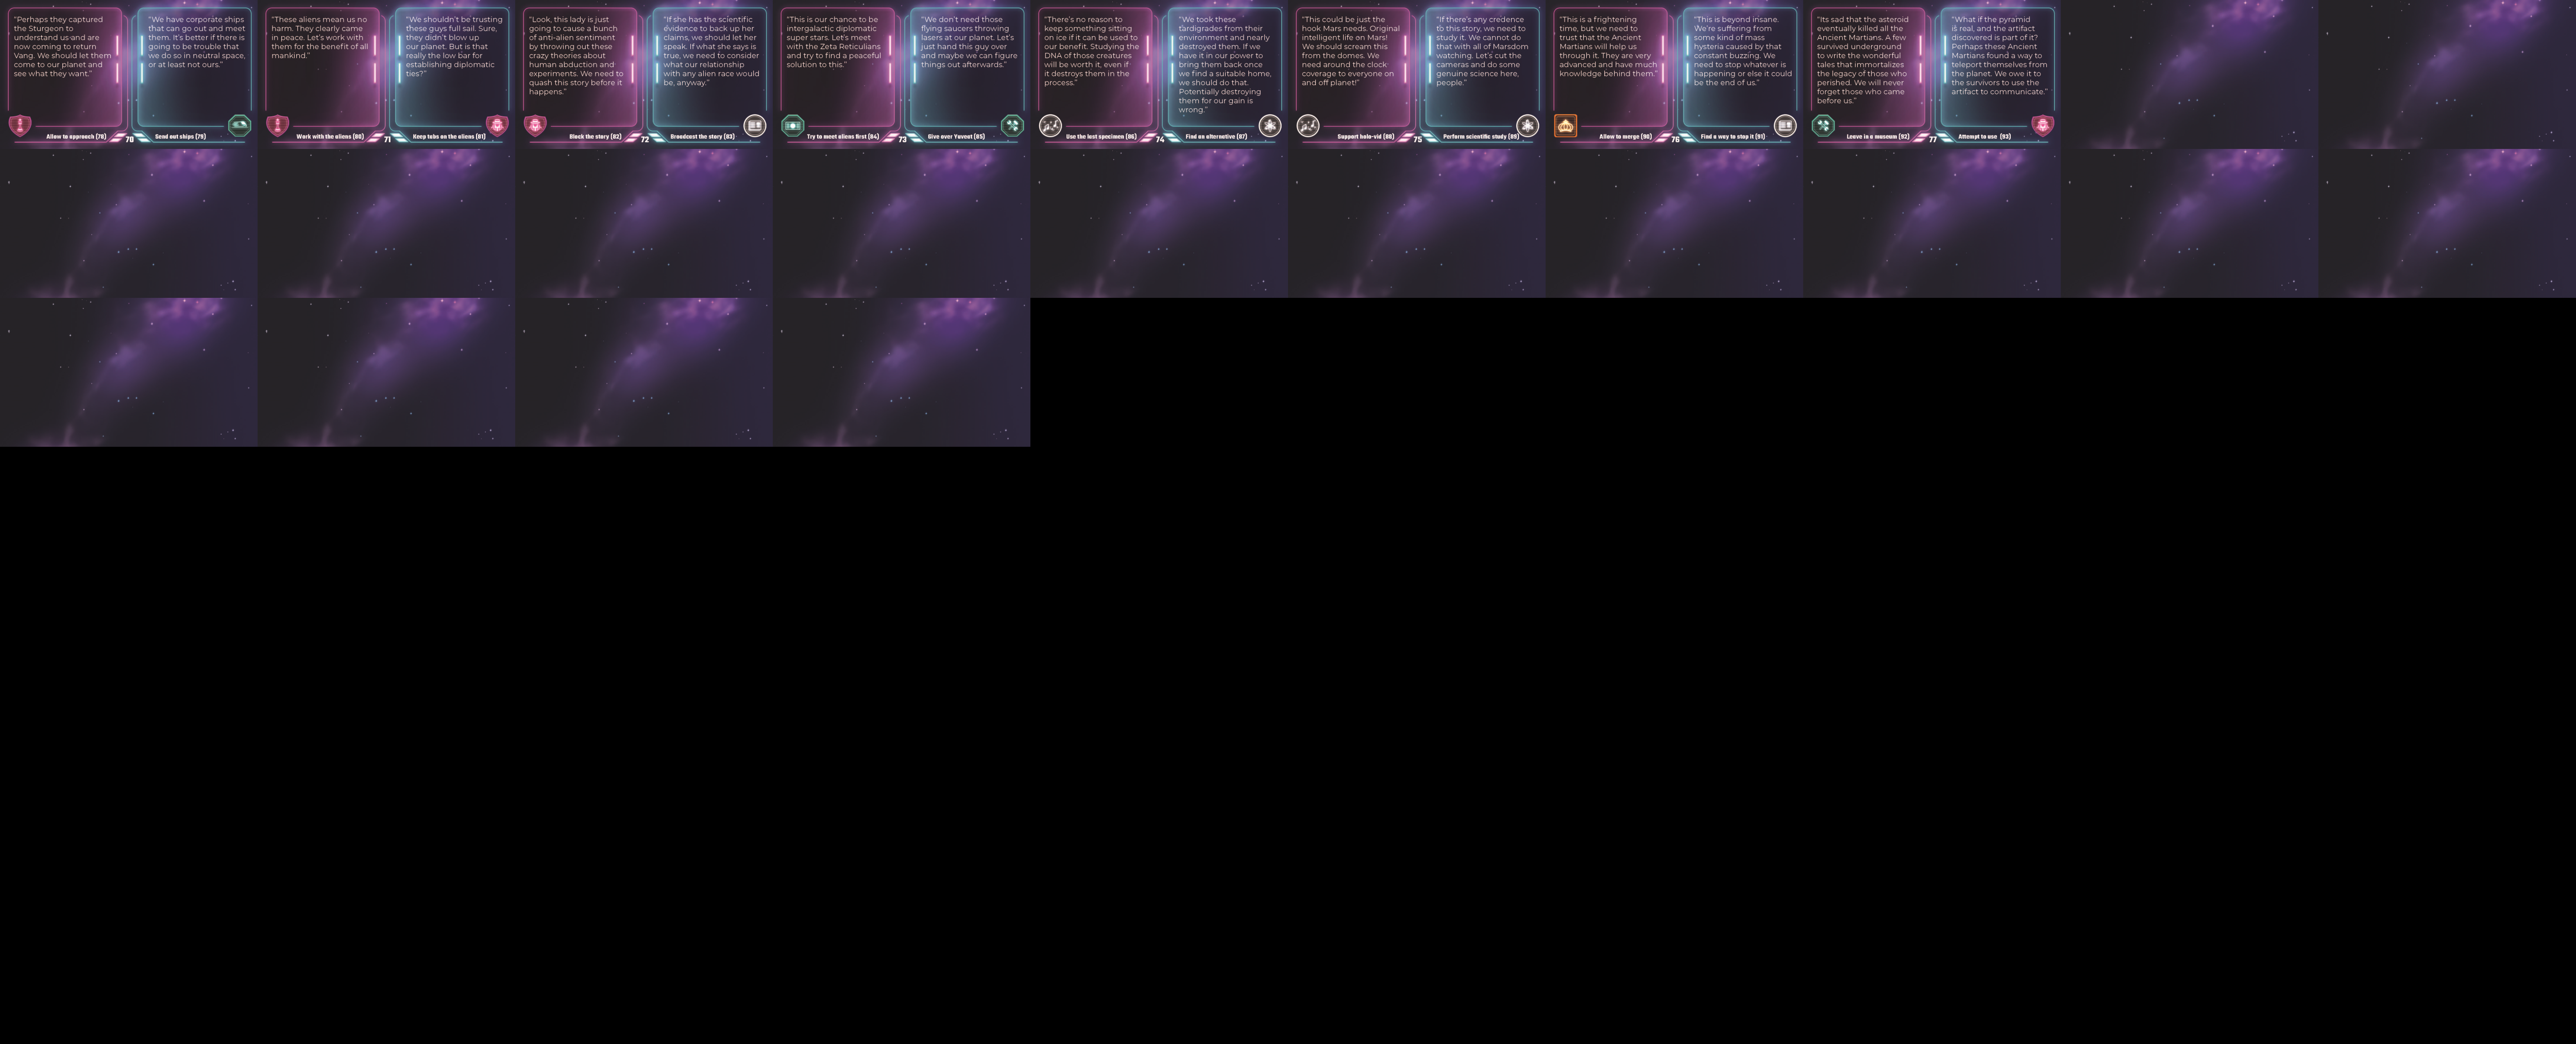 "Perhaps they captured
the Sturgeon to
understand us and are
now coming to return
Vang. We should let them
come to our planet and
see what they want."
Allow to approach (78)
70
"We have corporate ships
that can go out and meet
them. It's better if there is
going to be trouble that
we do so in neutral space,
or at least not ours."
Send out ships (79)
"These aliens mean us no
harm. They clearly came
in peace. Let's work with
them for the benefit of all
mankind."
Work with the aliens (80)
71
"We shouldn't be trusting
these guys full sail. Sure,
they didn't blow up
our planet. But is that
really the low bar for
establishing diplomatic
ties?"
Keep tabs on the aliens (81)
"Look, this lady is just
going to cause a bunch
of anti-alien sentiment
by throwing out these
crazy theories about
human abduction and
experiments. We need to
quash this story before it
happens."
Block the story (82)
72
"If she has the scientific
evidence to back up her
claims, we should let her
speak. If what she says is
true, we need to consider
what our relationship
with any alien race would
be, anyway."
Broadcast the story (83)
"This is our chance to be
intergalactic diplomatic
super stars. Let's meet
with the Zeta Reticulians
and try to find a peaceful
solution to this."
Try to meet aliens first (84)
73
"We don't need those
flying saucers throwing
lasers at our planet. Let's
just hand this guy over
and maybe we can figure
things out afterwards."
Give over Yuvout (85)
"There's no reason to
keep something sitting
on ice if it can be used to
our benefit. Studying the
DNA of those creatures
will be worth it, even if
it destroys them in the
process."
Use the last specimen (86)
74
"We took these
tardigrades from their
environment and nearly
destroyed them. If we
have it in our power to
bring them back once
we find a suitable home,
we should do that.
Potentially destroying
them for our gain is
wrong."
Find an alternative (87)
"This could be just the
hook Mars needs. Original
intelligent life on Mars!
We should scream this
from the domes. We
need around the clock
coverage to everyone on
and off planet!"
Support holo-vid (88)
75
"If there's any credence
to this story, we need to
study it. We cannot do
that with all of Marsdom
watching. Let's cut the
cameras and do some
genuine science here,
people."
Perform scientific study (89)
"This is a frightening
time, but we need to
trust that the Ancient
Martians will help us
through it. They are very
advanced and have much
knowledge behind them."
Allow to merge (90)
76
"This is beyond insane.
We're suffering from
some kind of mass
hysteria caused by that
constant buzzing. We
need to stop whatever is
happening or else it could
be the end of us."
Find a way to stop it (91)
"Its sad that the asteroid
eventually killed all the
Ancient Martians. A few
survived underground
to write the wonderful
tales that immortalizes
the legacy of those who
perished. We will never
forget those who came
before us."
Leave in a museum (92)
77
"What if the pyramid
is real, and the artifact
discovered is part of it?
Perhaps these Ancient
Martians found a way to
teleport themselves from
the planet. We owe it to
the survivors to use the
artifact to communicate."
Attempt to use (93)